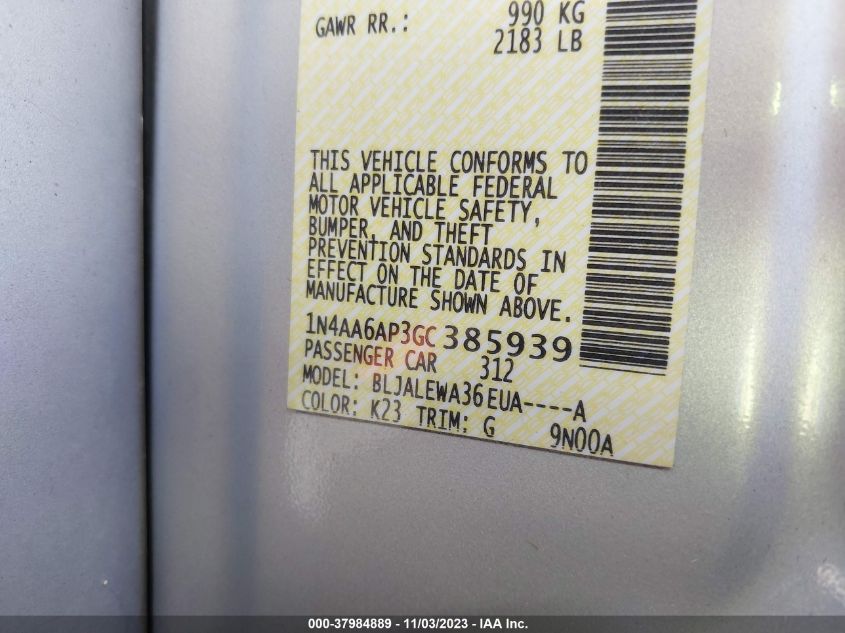 GAWR RR.: 990 KG
2183 LB
THIS VEHICLE CONFORMS TO
ALL APPLICABLE FEDERAL
MOTOR VEHICLE SAFETY,
BUMPER, AND THEFT
PREVENTION STANDARDS IN
EFFECT ON THE DATE OF
MANUFACTURE SHOWN ABOVE.
1N4AA6AP3GC385939
PASSENGER CAR 312
MODEL: BLJALEWA36EUA----A
COLOR: K23 TRIM: G 9N00A
000-37984889 - 11/03/2023 - IAA Inc.